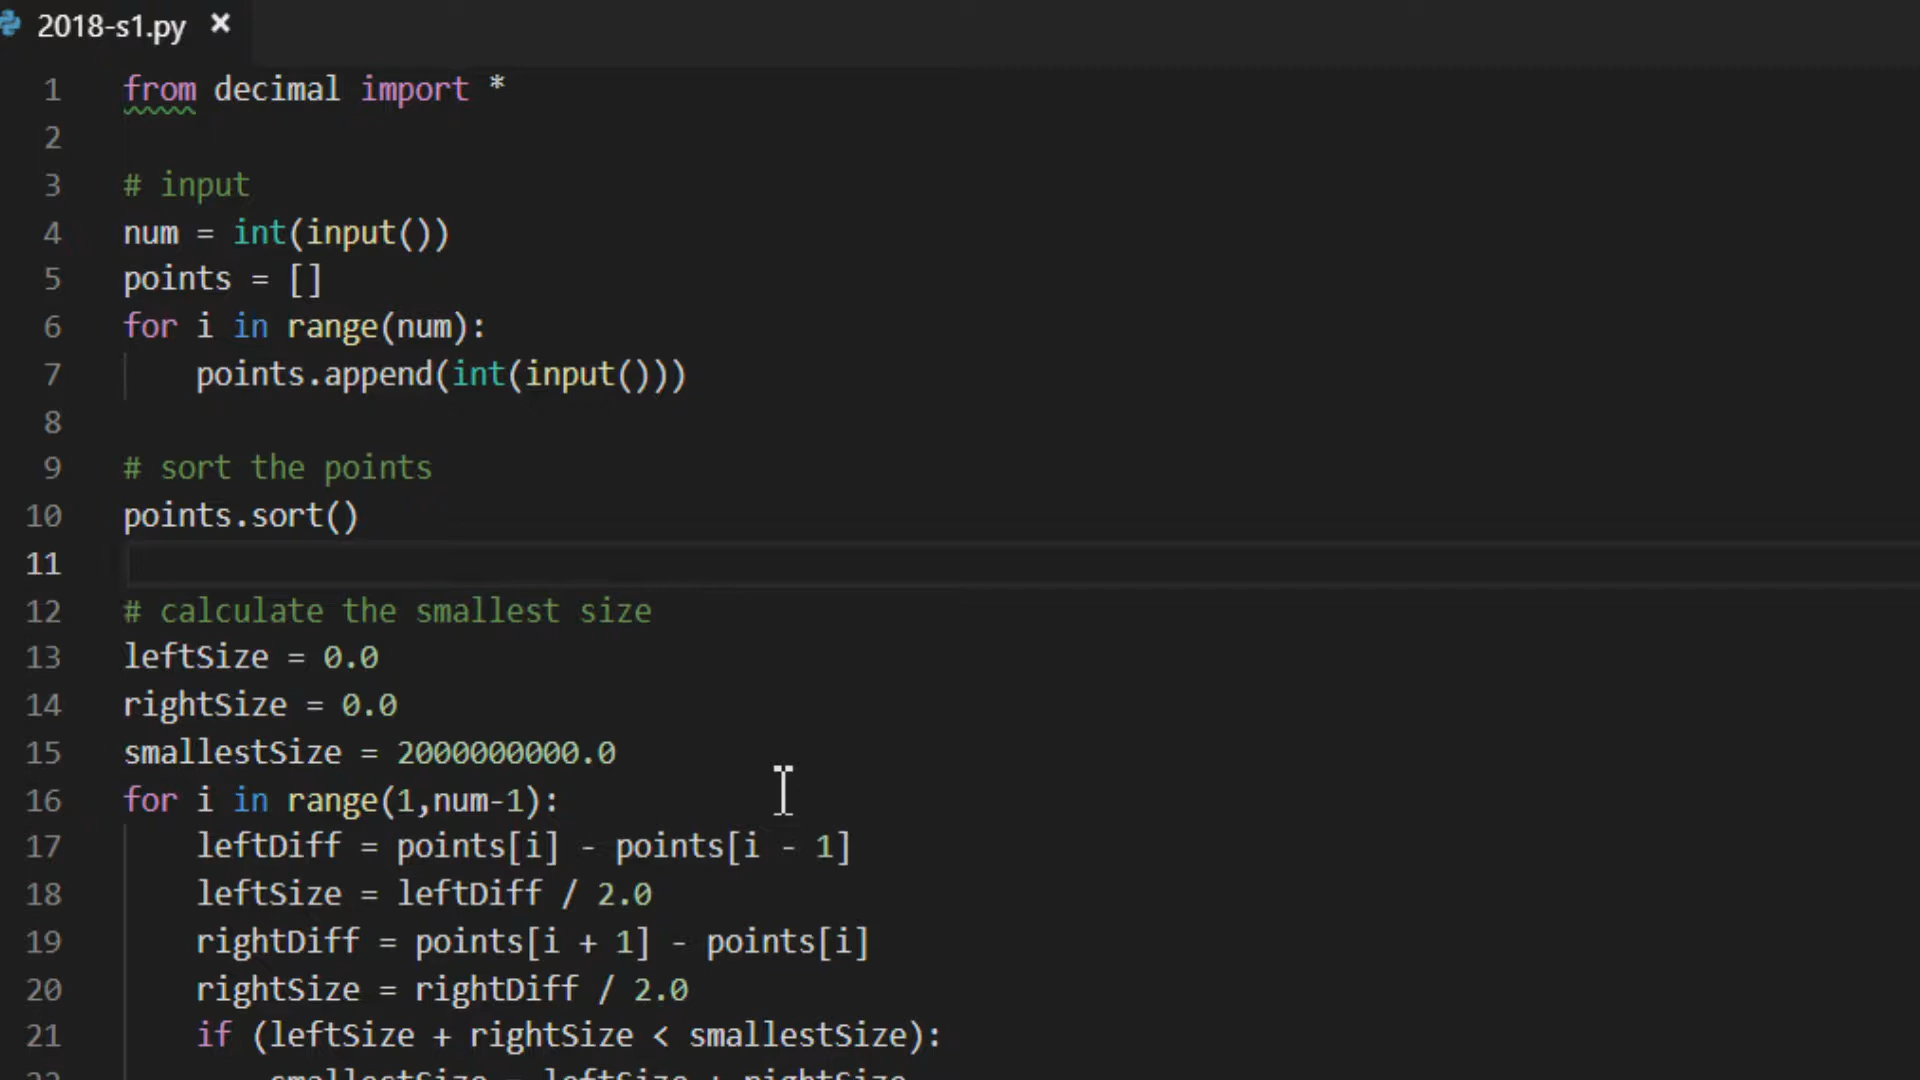 2018-s1.py ×
1 from decimal import *
2
3 # input
4 num = int(input())
5 points = []
6 for i in range(num):
7     points.append(int(input()))
8
9 # sort the points
10 points.sort()
11
12 # calculate the smallest size
13 leftSize = 0.0
14 rightSize = 0.0
15 smallestSize = 2000000000.0
16 for i in range(1,num-1):
17     leftDiff = points[i] - points[i - 1]
18     leftSize = leftDiff / 2.0
19     rightDiff = points[i + 1] - points[i]
20     rightSize = rightDiff / 2.0
21     if (leftSize + rightSize < smallestSize):
22         smallestSize = leftSize + rightSize